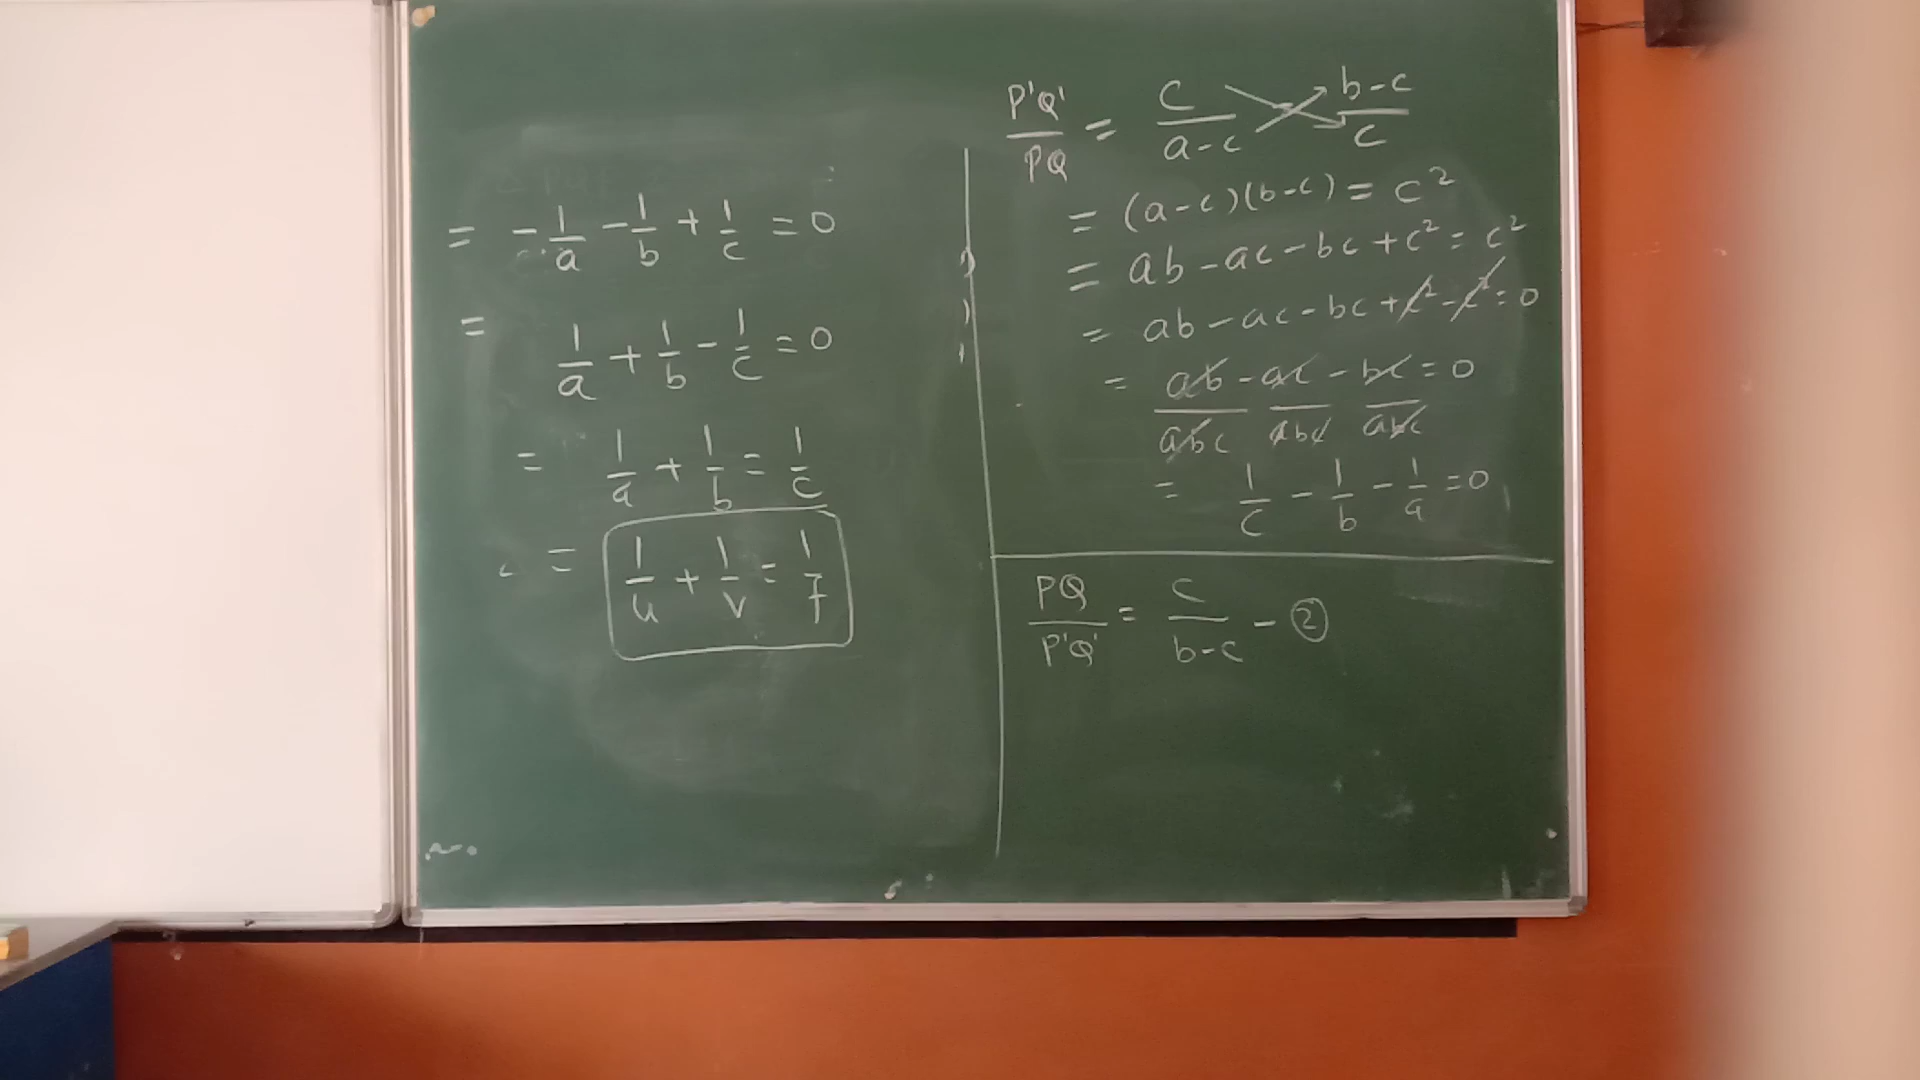 P'Q'/PQ = c/a-c b-c/c
= (a-c)(b-c) = c²
= ab-ac-bc+c² = c²
= ab-ac-bc+c²-c²=0
= ab/abc - ac/abc - bc/abc = 0
= 1/c - 1/b - 1/a = 0
PQ/P'Q' = c/b-c - ②
= -1/a - 1/b + 1/c = 0
= 1/a + 1/b - 1/c = 0
= 1/a + 1/b = 1/c
= 1/u + 1/v = 1/f